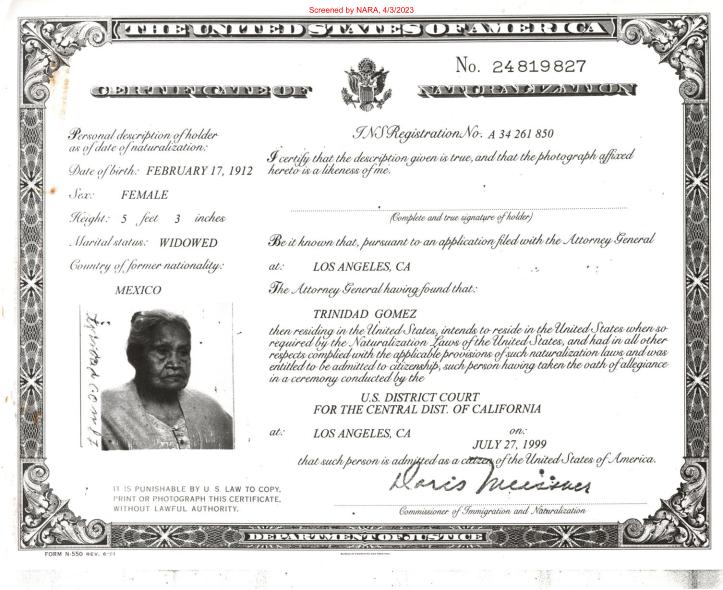 Screened by NARA, 4/3/2023
THE UNITED STATES OF AMERICA
No. 24819827
CERTIFICATE OF NATURALIZATION
Personal description of holder
as of date of naturalization:
Date of birth: FEBRUARY 17, 1912
Sex: FEMALE
Height: 5 feet 3 inches
Marital status: WIDOWED
Country of former nationality:
MEXICO
INS Registration No. A 34 261 850
I certify that the description given is true, and that the photograph affixed
hereto is a likeness of me.
(Complete and true signature of holder)
Be it known that, pursuant to an application filed with the Attorney General
at: LOS ANGELES, CA
The Attorney General having found that:
TRINIDAD GOMEZ
then residing in the United States, intends to reside in the United States when so
required by the Naturalization Laws of the United States, and had in all other
respects complied with the applicable provisions of such naturalization laws and was
entitled to be admitted to citizenship, such person having taken the oath of allegiance
in a ceremony conducted by the
U.S. DISTRICT COURT
FOR THE CENTRAL DIST. OF CALIFORNIA
at: LOS ANGELES, CA on:
JULY 27, 1999
that such person is admitted as a citizen of the United States of America.
Doris Meissner
Commissioner of Immigration and Naturalization
IT IS PUNISHABLE BY U. S. LAW TO COPY,
PRINT OR PHOTOGRAPH THIS CERTIFICATE,
WITHOUT LAWFUL AUTHORITY.
DEPARTMENT OF JUSTICE
FORM N-550 REV. 6-91